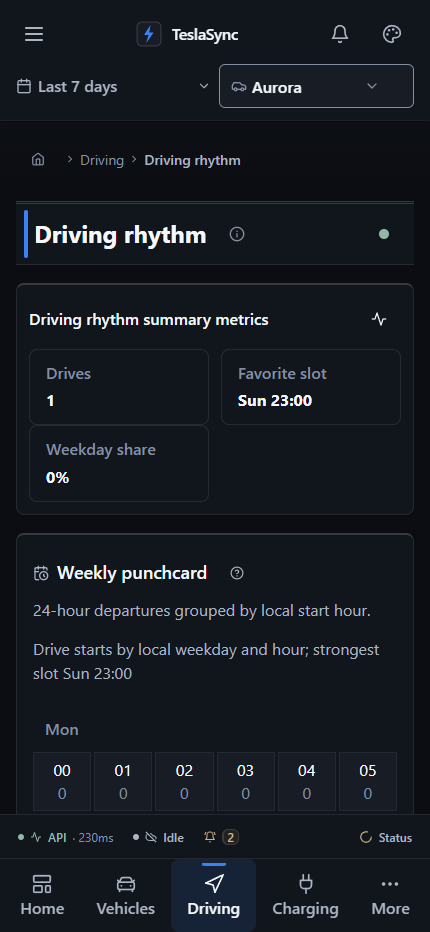 TeslaSync
Last 7 days
Aurora
Driving
Driving rhythm
Driving rhythm
Driving rhythm summary metrics
Drives
1
Favorite slot
Sun 23:00
Weekday share
0%
Weekly punchcard
24-hour departures grouped by local start hour.
Drive starts by local weekday and hour; strongest
slot Sun 23:00
Mon
00 01 02 03 04 05
0 0 0 0 0 0
API · 230ms Idle 2 Status
Home Vehicles Driving Charging More